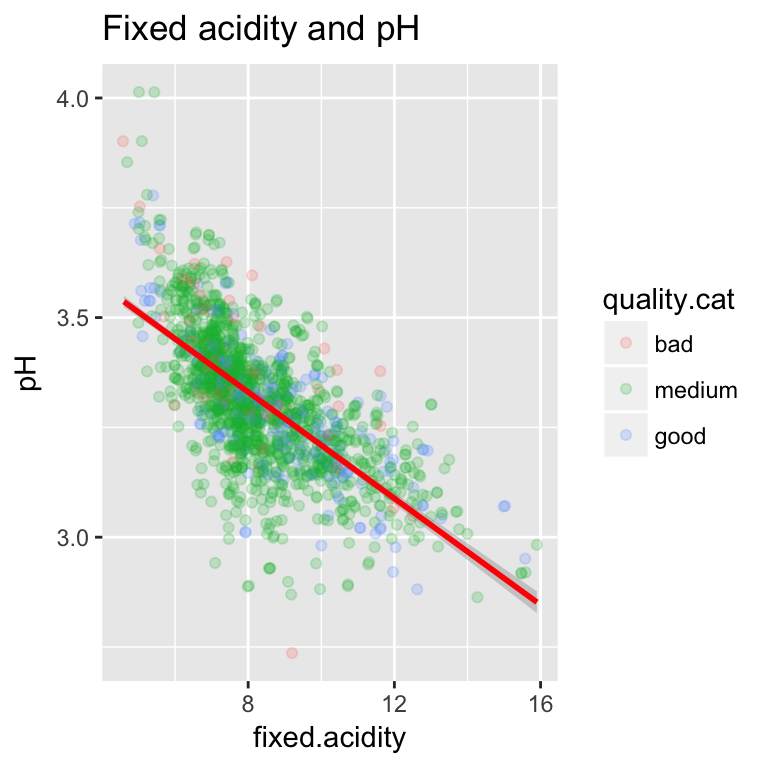 Fixed acidity and pH
4.0
3.5
3.0
pH
8
12
16
fixed.acidity
quality.cat
bad
medium
good